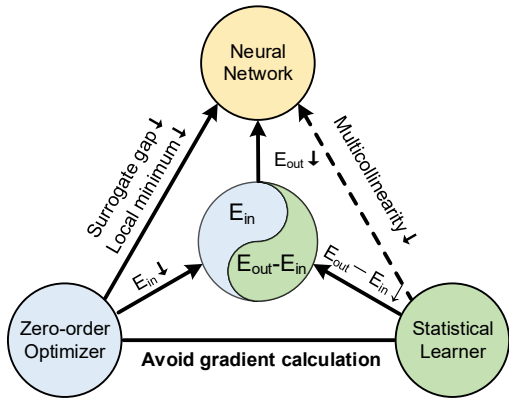 Neural
Network
Surrogate gap ↓
Local minimum ↓
Multicollinearity ↓
E_out ↓
E_in
E_out-E_in
E_in ↓
E_out − E_in ↓
Zero-order
Optimizer
Statistical
Learner
Avoid gradient calculation